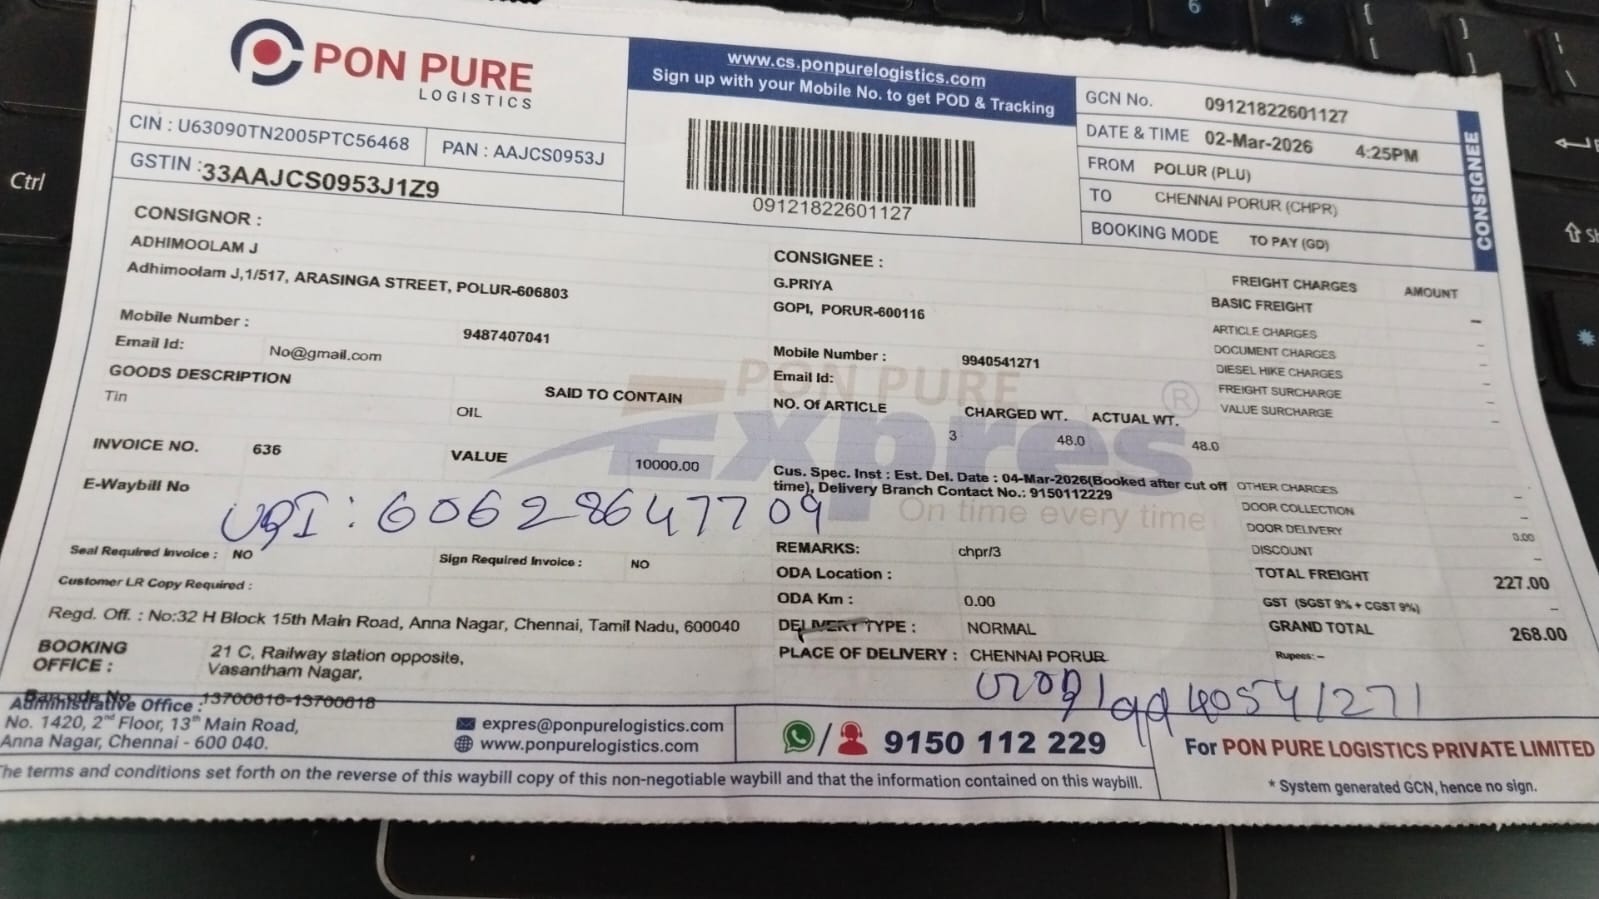 PON PURE
LOGISTICS
CIN : U63090TN2005PTC56468
PAN : AAJCS0953J
GSTIN : 33AAJCS0953J1Z9
www.cs.ponpurelogistics.com
Sign up with your Mobile No. to get POD & Tracking
09121822601127
GCN No. 09121822601127
DATE & TIME 02-Mar-2026 4:25PM
FROM POLUR (PLU)
TO CHENNAI PORUR (CHPR)
BOOKING MODE TO PAY (GD)
CONSIGNEE
CONSIGNOR :
ADHIMOOLAM J
Adhimoolam J,1/517, ARASINGA STREET, POLUR-606803
Mobile Number : 9487407041
Email Id: No@gmail.com
CONSIGNEE :
G.PRIYA
GOPI, PORUR-600116
Mobile Number : 9940541271
Email Id:
GOODS DESCRIPTION SAID TO CONTAIN
Tin OIL
NO. Of ARTICLE CHARGED WT. ACTUAL WT.
3 48.0 48.0
INVOICE NO. 636 VALUE 10000.00
E-Waybill No
UPI : 60628647709
Cus. Spec. Inst : Est. Del. Date : 04-Mar-2026(Booked after cut off
time), Delivery Branch Contact No.: 9150112229
PON PURE
Expres ®
On time every time
Seal Required Invoice : NO Sign Required Invoice : NO
Customer LR Copy Required :
REMARKS: chpr/3
ODA Location :
ODA Km : 0.00
DELIVERY TYPE : NORMAL
PLACE OF DELIVERY : CHENNAI PORUR
FREIGHT CHARGES AMOUNT
BASIC FREIGHT –
ARTICLE CHARGES -
DOCUMENT CHARGES -
DIESEL HIKE CHARGES -
FREIGHT SURCHARGE -
VALUE SURCHARGE -
OTHER CHARGES –
DOOR COLLECTION –
DOOR DELIVERY 0.00
DISCOUNT –
TOTAL FREIGHT 227.00
GST (SGST 9% + CGST 9%) –
GRAND TOTAL 268.00
Rupees: –
Regd. Off. : No:32 H Block 15th Main Road, Anna Nagar, Chennai, Tamil Nadu, 600040
BOOKING
OFFICE :
21 C, Railway station opposite,
Vasantham Nagar,
Barcode No 13700616-13700618
9940541271
Administrative Office :
No. 1420, 2nd Floor, 13th Main Road,
Anna Nagar, Chennai - 600 040.
expres@ponpurelogistics.com
www.ponpurelogistics.com
9150 112 229
For PON PURE LOGISTICS PRIVATE LIMITED
* System generated GCN, hence no sign.
The terms and conditions set forth on the reverse of this waybill copy of this non-negotiable waybill and that the information contained on this waybill.
Ctrl
6
*